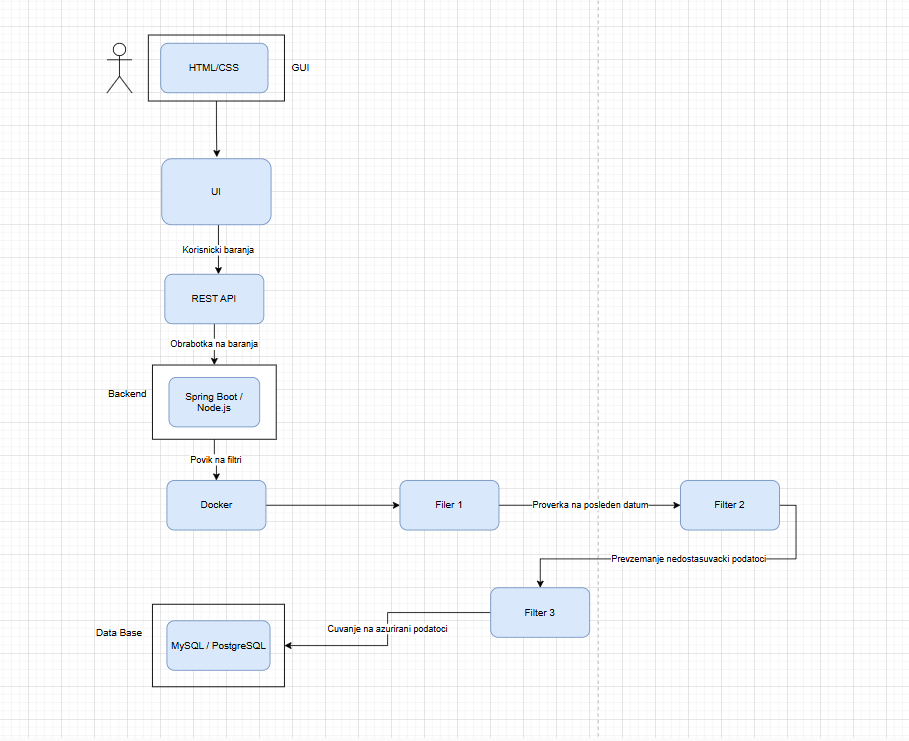 HTML/CSS
GUI
UI
Korisnicki baranja
REST API
Obrabotka na baranja
Backend
Spring Boot /
Node.js
Povik na filtri
Docker
Filer 1
Proverka na posleden datum
Filter 2
Prevzemanje nedostasuvacki podatoci
Filter 3
Cuvanje na azurirani podatoci
Data Base
MySQL / PostgreSQL